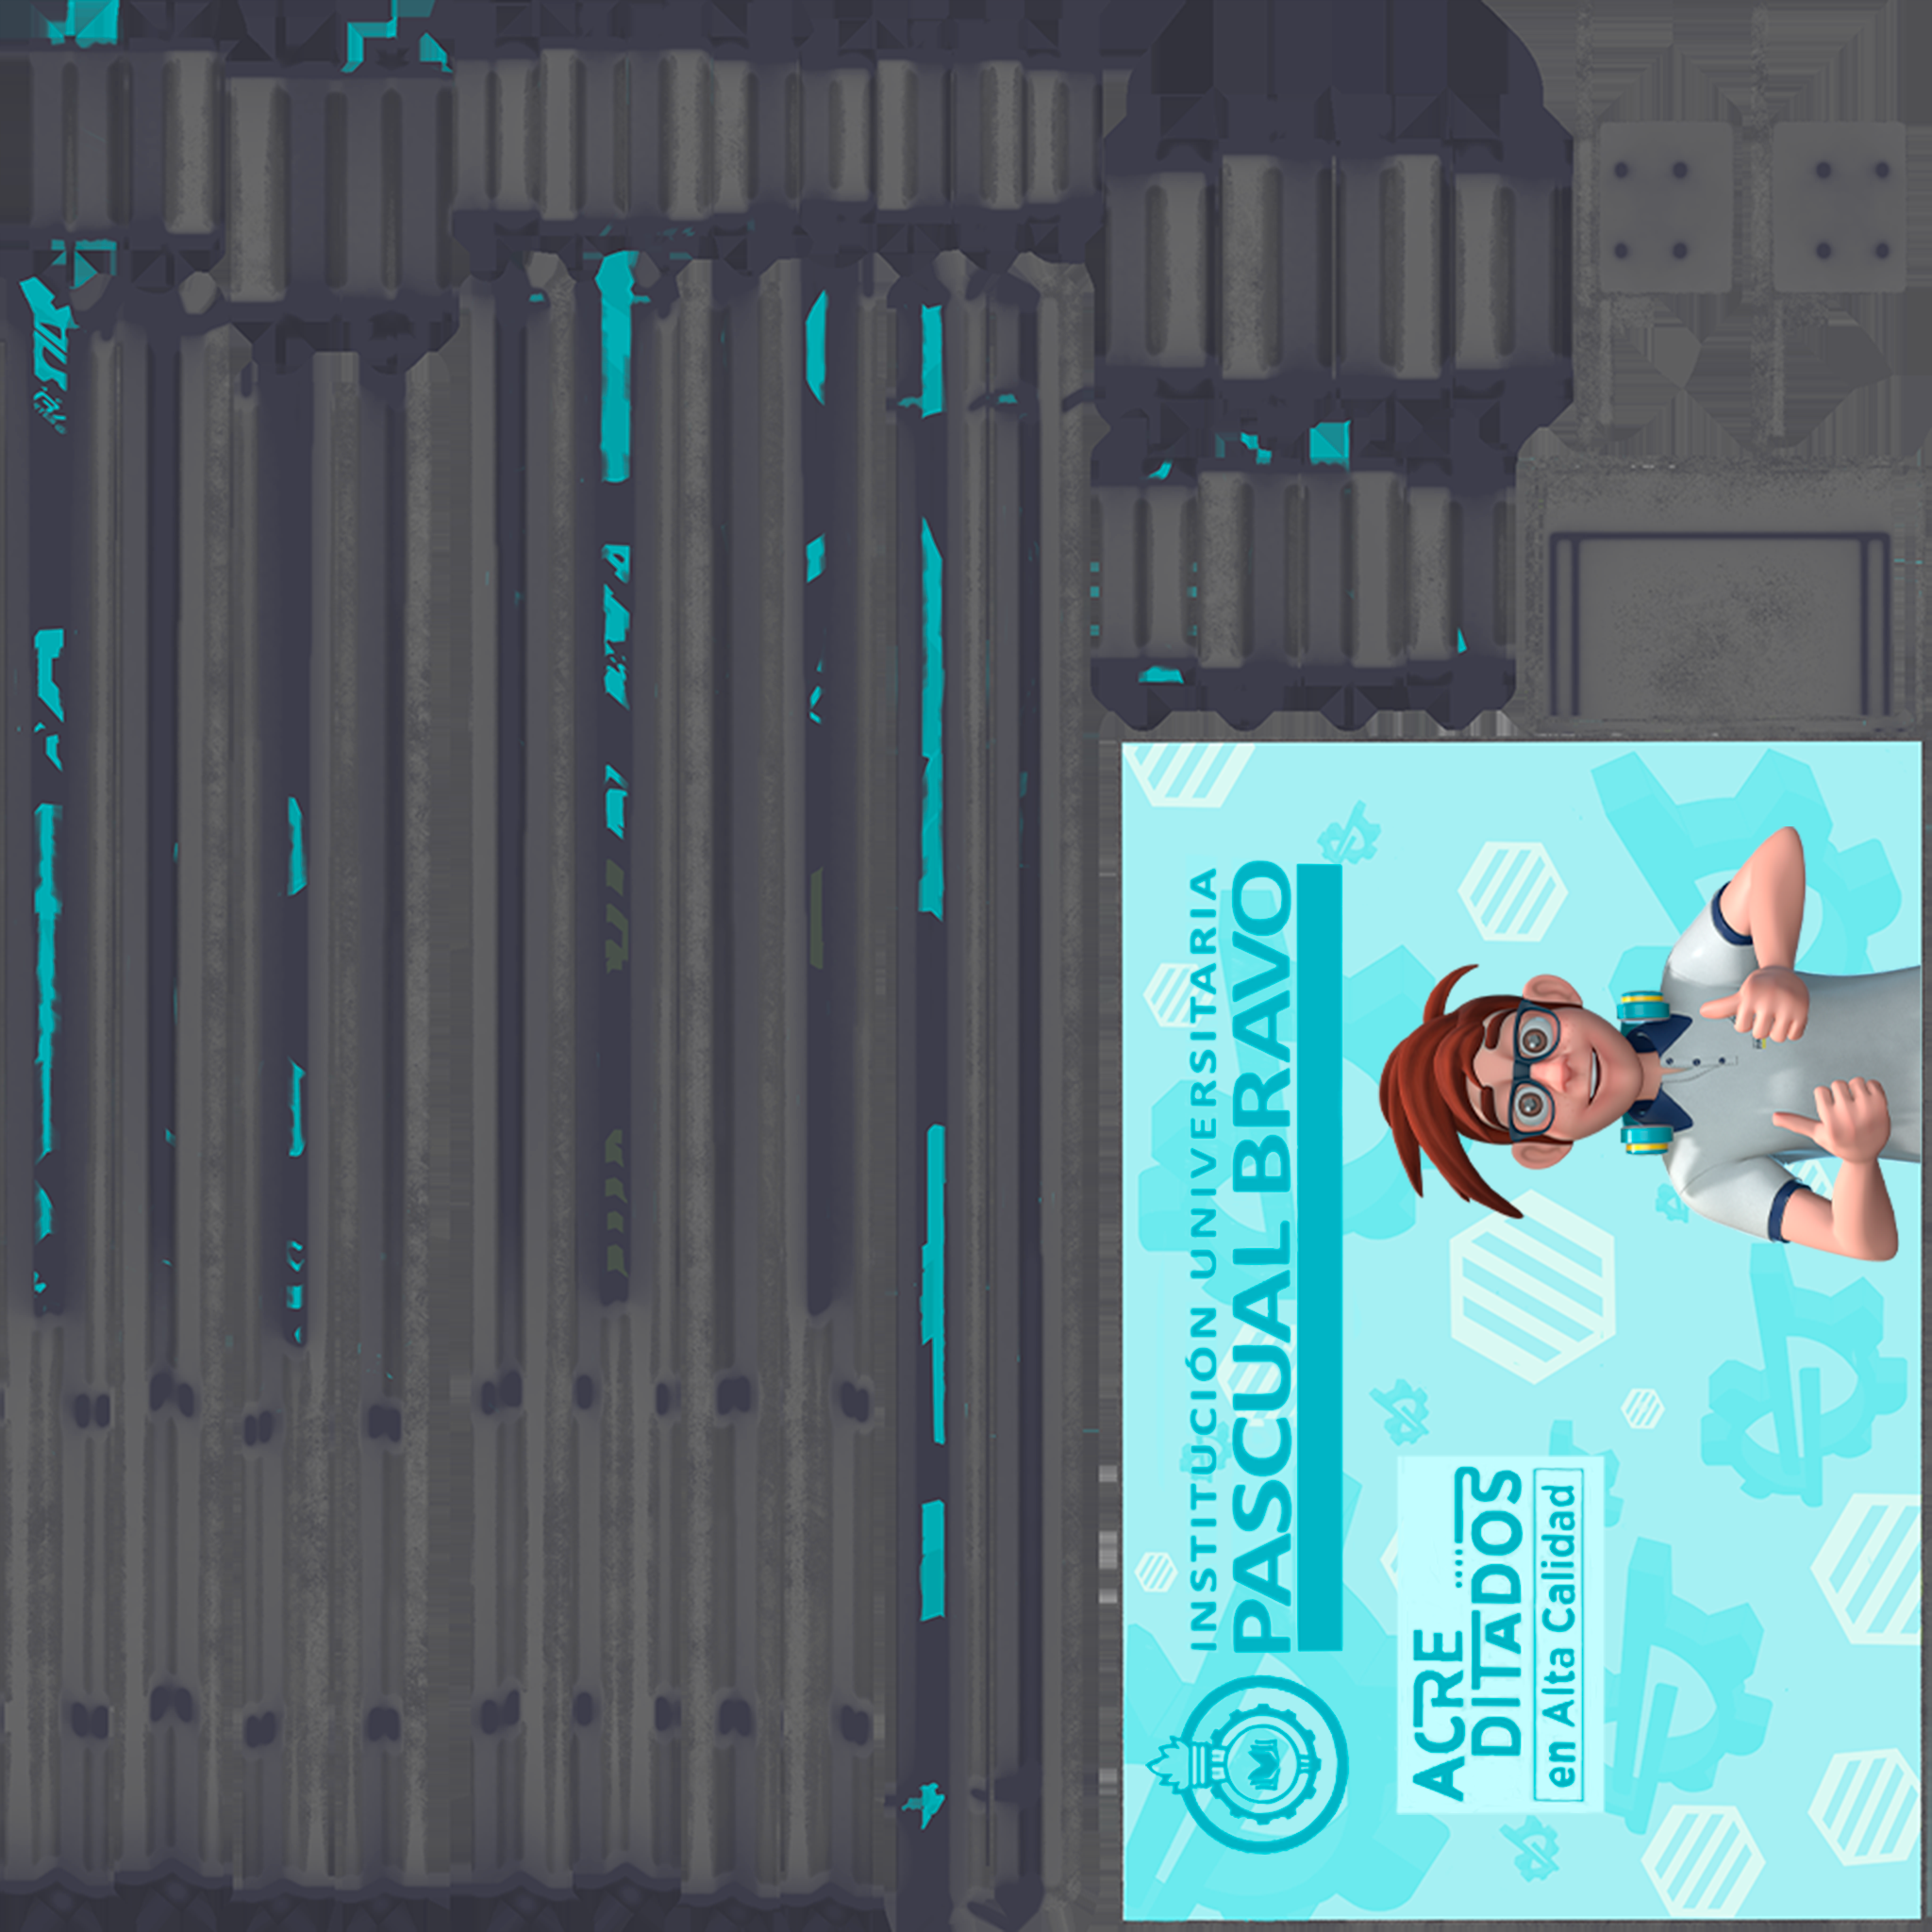 INSTITUCIÓN UNIVERSITARIA
PASCUAL BRAVO
ACRE
DITADOS
en Alta Calidad